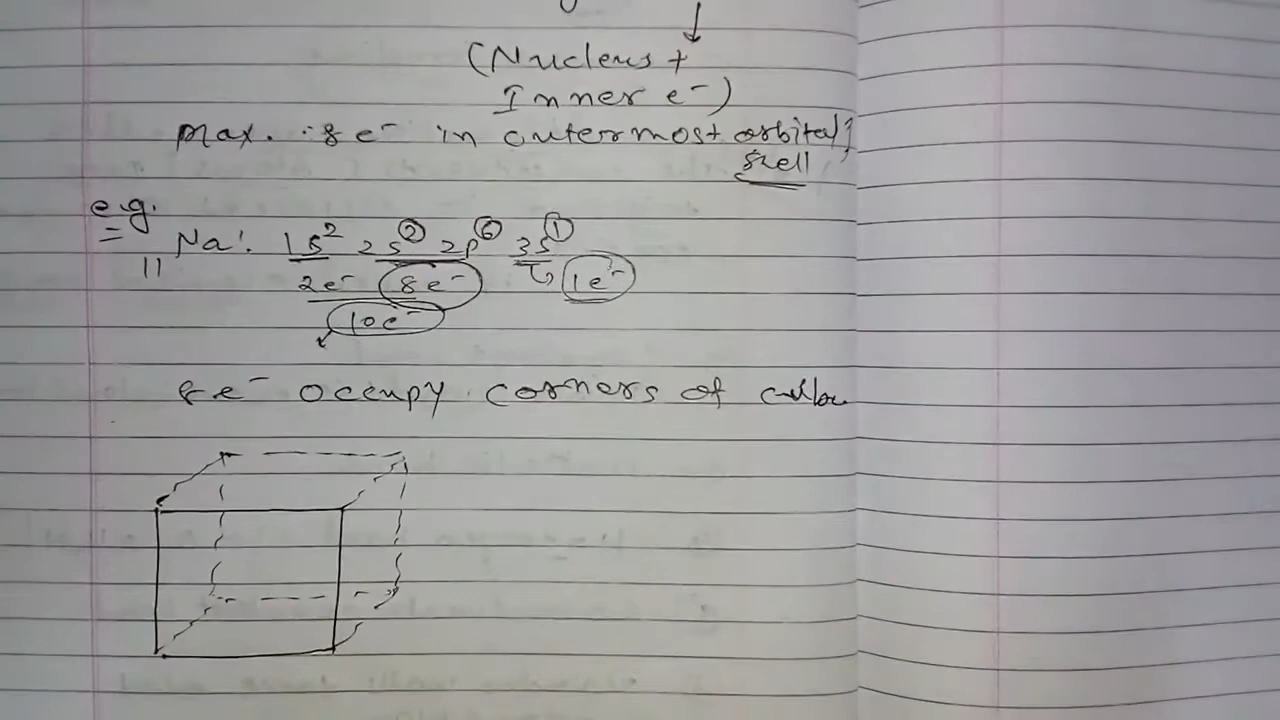 (Nucleus +
Inner e⁻)
max. 8 e⁻ in outermost orbital/
shell
e.g.
₁₁Na: 1s² 2s² 2p⁶ 3s¹
2e⁻ 8e⁻ 1e⁻
10e⁻
8e⁻ occupy corners of cube